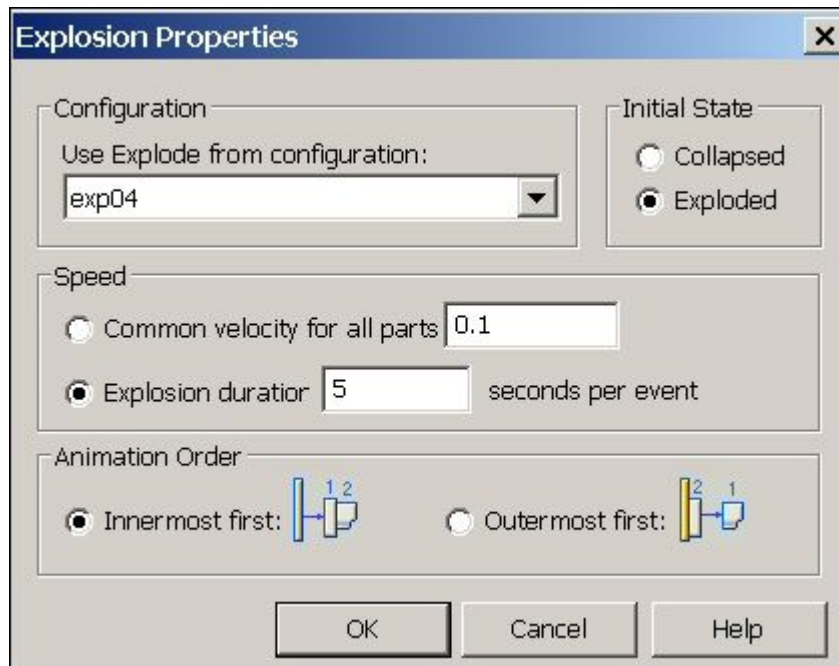 Explosion Properties
Configuration
Use Explode from configuration:
exp04
Initial State
Collapsed
Exploded
Speed
Common velocity for all parts 0.1
Explosion duratior 5 seconds per event
Animation Order
Innermost first: 1 2
Outermost first: 2 1
OK Cancel Help